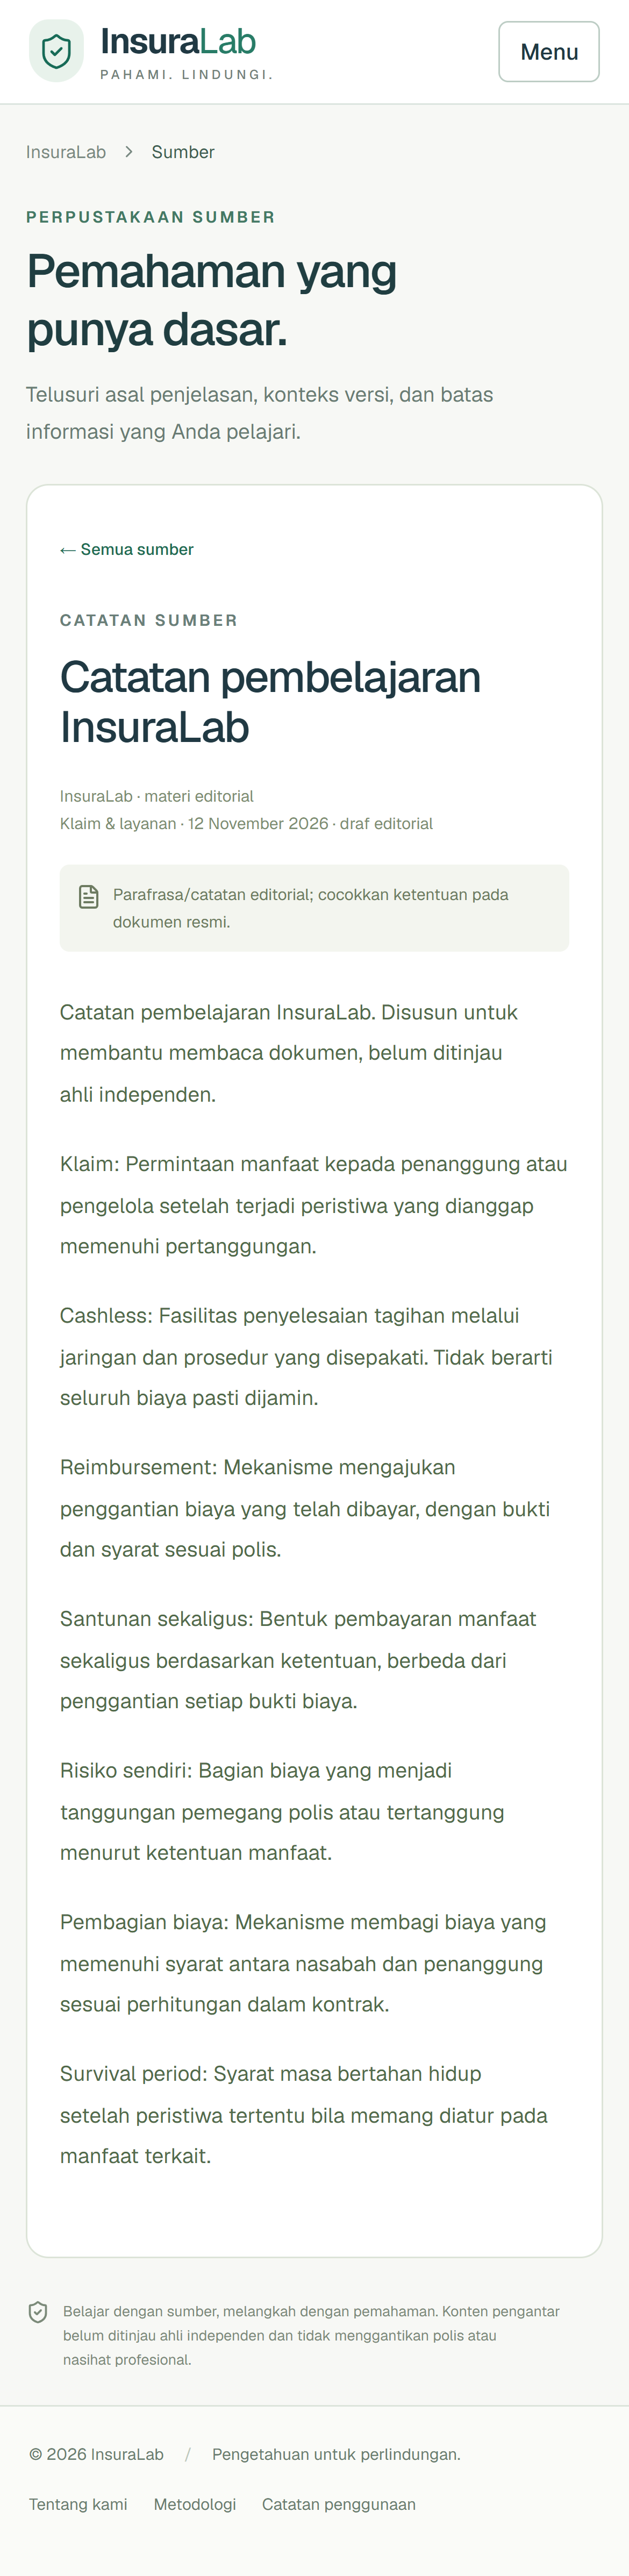 InsuraLab
PAHAMI. LINDUNGI.
Menu
InsuraLab > Sumber
PERPUSTAKAAN SUMBER
Pemahaman yang
punya dasar.
Telusuri asal penjelasan, konteks versi, dan batas
informasi yang Anda pelajari.
← Semua sumber
CATATAN SUMBER
Catatan pembelajaran
InsuraLab
InsuraLab · materi editorial
Klaim & layanan · 12 November 2026 · draf editorial
Parafrasa/catatan editorial; cocokkan ketentuan pada
dokumen resmi.
Catatan pembelajaran InsuraLab. Disusun untuk
membantu membaca dokumen, belum ditinjau
ahli independen.
Klaim: Permintaan manfaat kepada penanggung atau
pengelola setelah terjadi peristiwa yang dianggap
memenuhi pertanggungan.
Cashless: Fasilitas penyelesaian tagihan melalui
jaringan dan prosedur yang disepakati. Tidak berarti
seluruh biaya pasti dijamin.
Reimbursement: Mekanisme mengajukan
penggantian biaya yang telah dibayar, dengan bukti
dan syarat sesuai polis.
Santunan sekaligus: Bentuk pembayaran manfaat
sekaligus berdasarkan ketentuan, berbeda dari
penggantian setiap bukti biaya.
Risiko sendiri: Bagian biaya yang menjadi
tanggungan pemegang polis atau tertanggung
menurut ketentuan manfaat.
Pembagian biaya: Mekanisme membagi biaya yang
memenuhi syarat antara nasabah dan penanggung
sesuai perhitungan dalam kontrak.
Survival period: Syarat masa bertahan hidup
setelah peristiwa tertentu bila memang diatur pada
manfaat terkait.
Belajar dengan sumber, melangkah dengan pemahaman. Konten pengantar
belum ditinjau ahli independen dan tidak menggantikan polis atau
nasihat profesional.
© 2026 InsuraLab / Pengetahuan untuk perlindungan.
Tentang kami Metodologi Catatan penggunaan